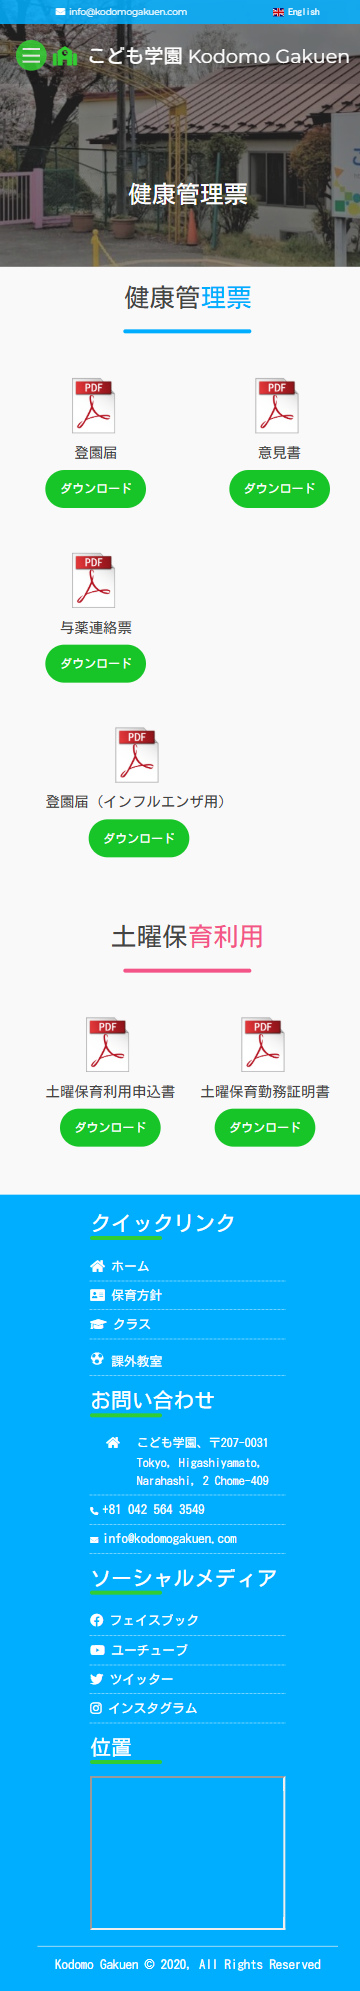 info@kodomogakuen.com
English
こども学園 Kodomo Gakuen
健康管理票
健康管理票
PDF
PDF
登園届
意見書
ダウンロード
ダウンロード
PDF
与薬連絡票
ダウンロード
PDF
登園届（インフルエンザ用）
ダウンロード
土曜保育利用
PDF
PDF
土曜保育利用申込書
土曜保育勤務証明書
ダウンロード
ダウンロード
クイックリンク
ホーム
保育方針
クラス
課外教室
お問い合わせ
こども学園、〒207-0031
Tokyo, Higashiyamato,
Narahashi, 2 Chome-409
+81 042 564 3549
info@kodomogakuen.com
ソーシャルメディア
フェイスブック
ユーチューブ
ツイッター
インスタグラム
位置
Kodomo Gakuen © 2020, All Rights Reserved